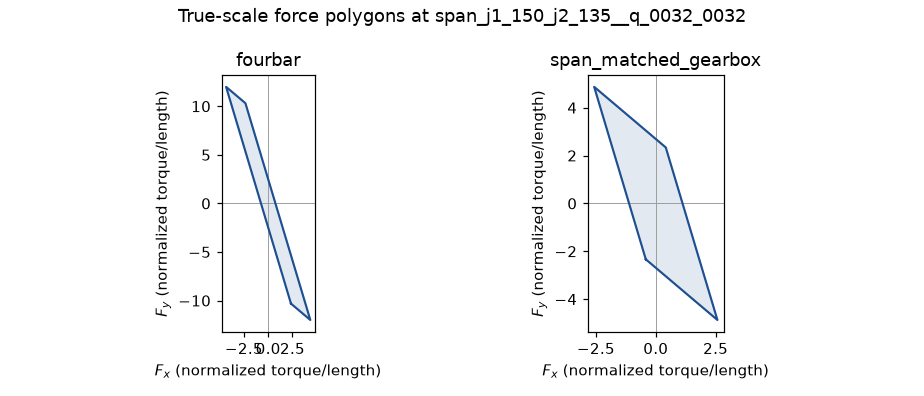 True-scale force polygons at span_j1_150_j2_135__q_0032_0032
fourbar
span_matched_gearbox
F_y (normalized torque/length)
10
5
0
−5
−10
−2.5 0.0 2.5
F_x (normalized torque/length)
F_y (normalized torque/length)
4
2
0
−2
−4
−2.5 0.0 2.5
F_x (normalized torque/length)